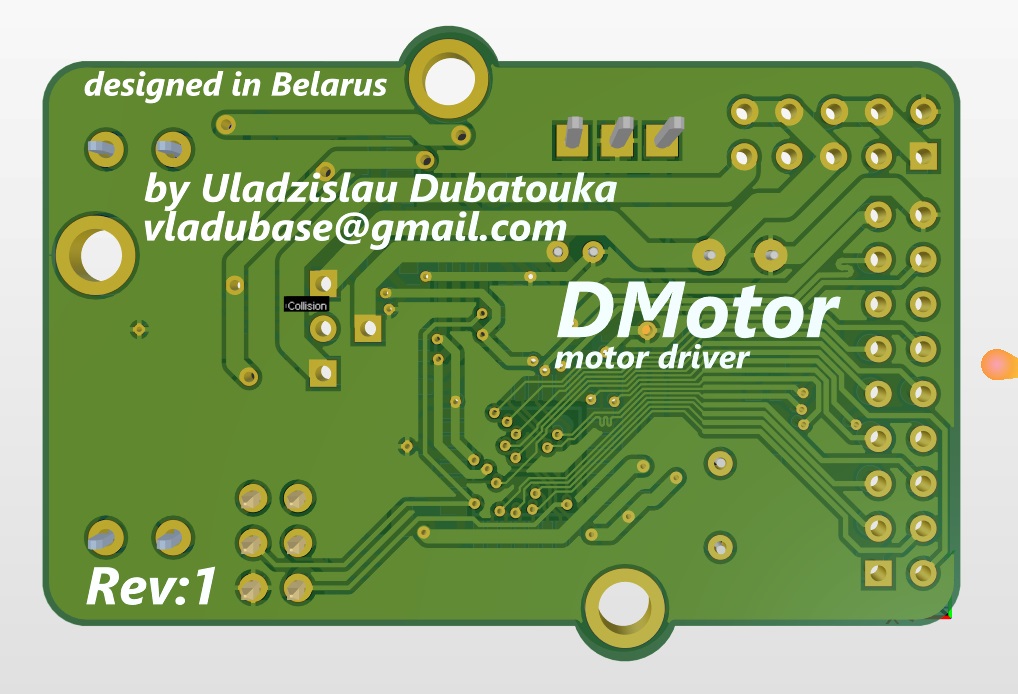 designed in Belarus
by Uladzislau Dubatouka
vladubase@gmail.com
Collision
DMotor
motor driver
Rev:1